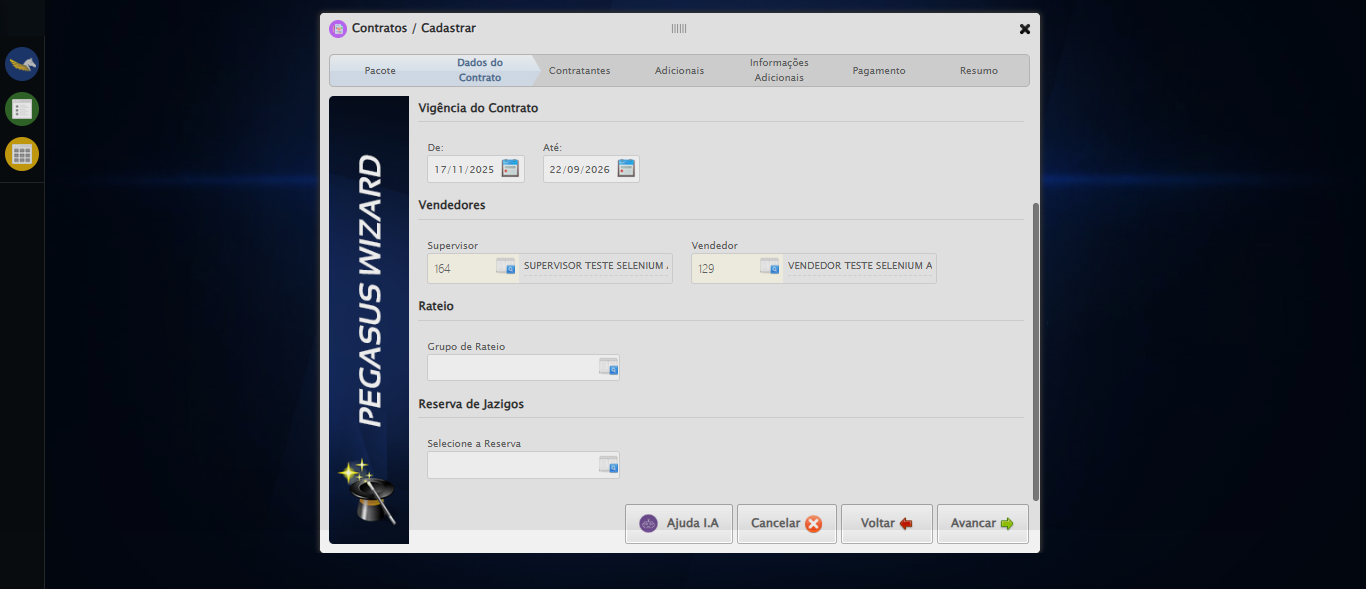 Contratos / Cadastrar
Pacote
Dados do
Contrato
Contratantes
Adicionais
Informações
Adicionais
Pagamento
Resumo
PEGASUS WIZARD
Vigência do Contrato
De:
Até:
17/11/2025
22/09/2026
Vendedores
Supervisor
Vendedor
164
SUPERVISOR TESTE SELENIUM
129
VENDEDOR TESTE SELENIUM A
Rateio
Grupo de Rateio
Reserva de Jazigos
Selecione a Reserva
Ajuda I.A
Cancelar
Voltar
Avancar